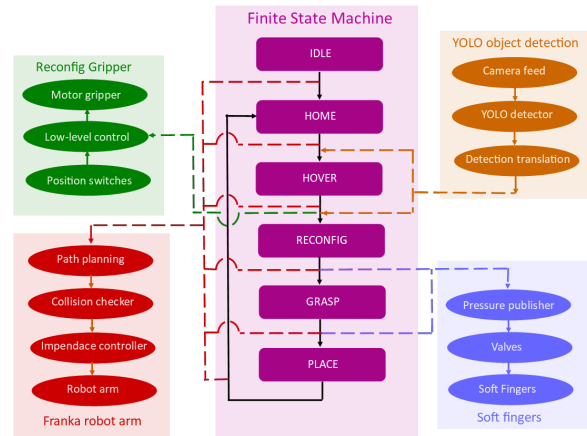 Finite State Machine
IDLE
HOME
HOVER
RECONFIG
GRASP
PLACE
Reconfig Gripper
Motor gripper
Low-level control
Position switches
YOLO object detection
Camera feed
YOLO detector
Detection translation
Path planning
Collision checker
Impendace controller
Robot arm
Franka robot arm
Pressure publisher
Valves
Soft Fingers
Soft fingers